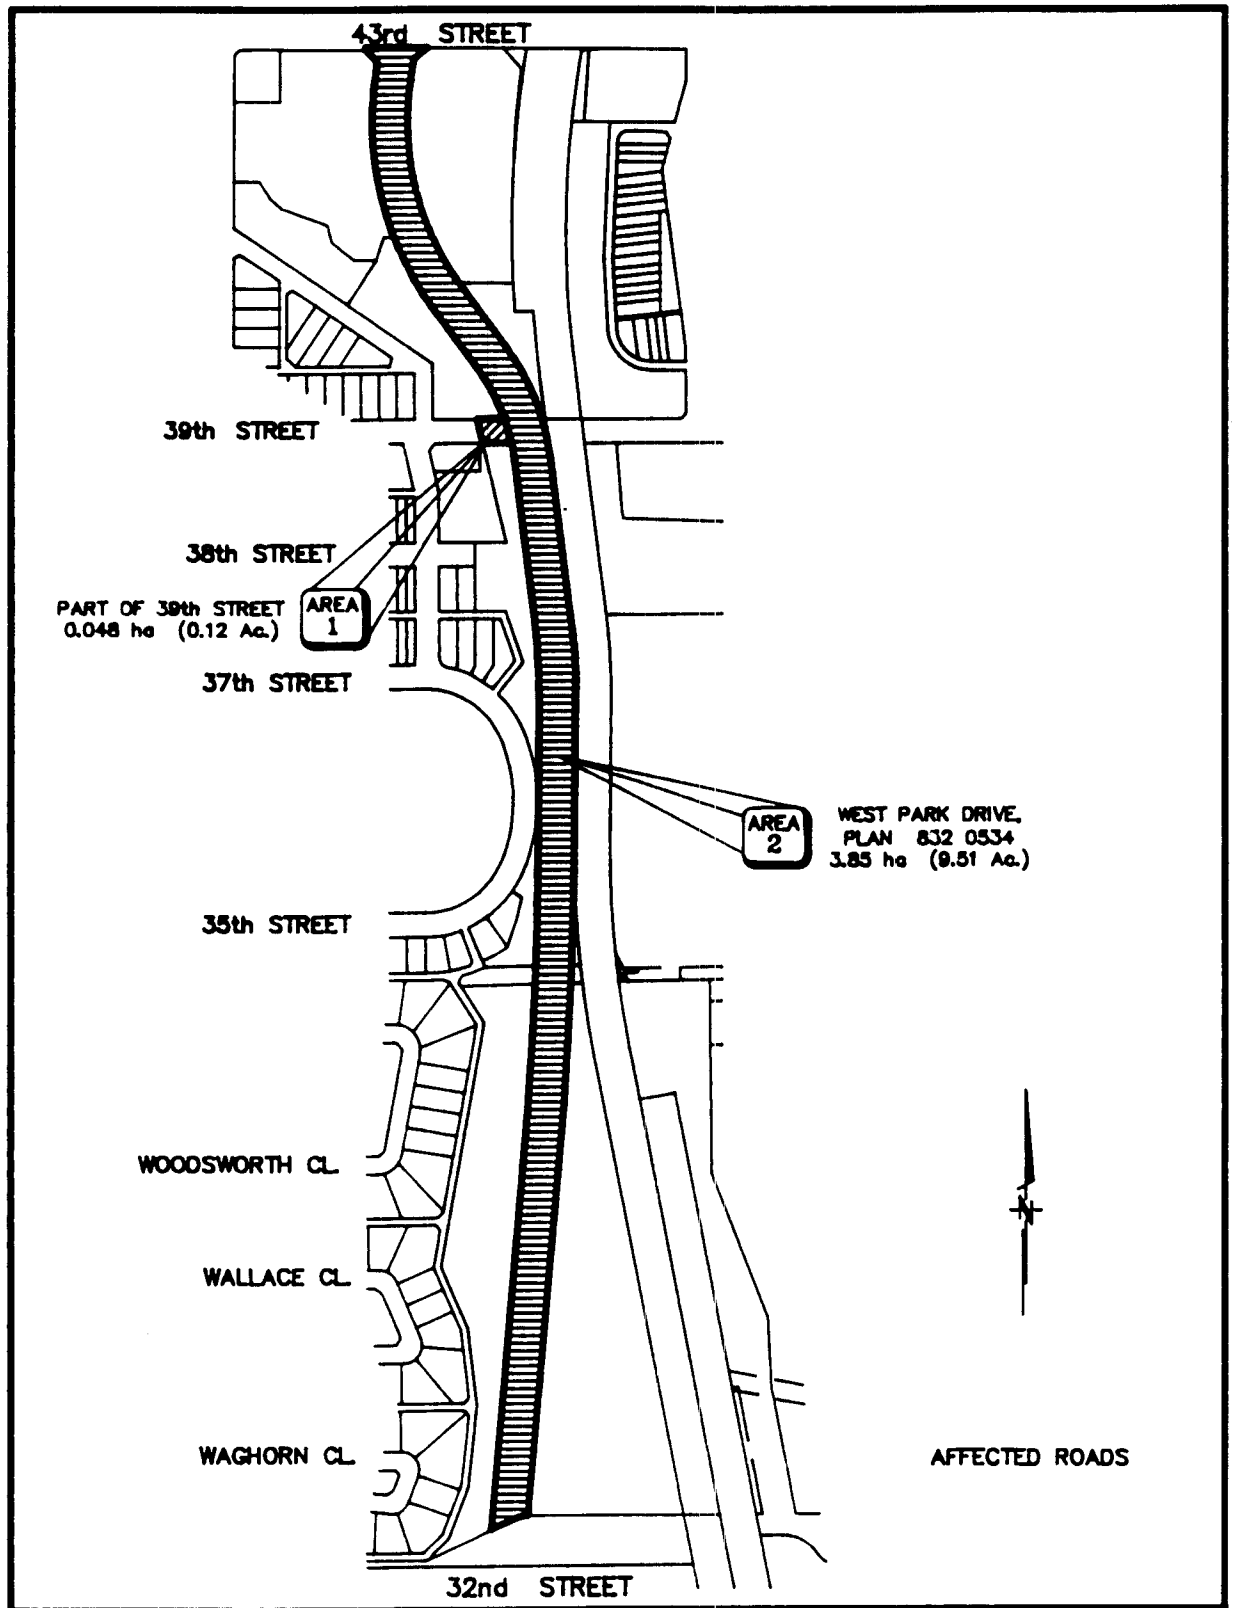 43rd STREET
39th STREET
38th STREET
PART OF 39th STREET
0.048 ha (0.12 Ac.)
AREA
1
37th STREET
AREA
2
WEST PARK DRIVE,
PLAN 832 0534
3.85 ha (9.51 Ac.)
35th STREET
WOODSWORTH CL.
N
WALLACE CL.
WAGHORN CL.
AFFECTED ROADS
32nd STREET